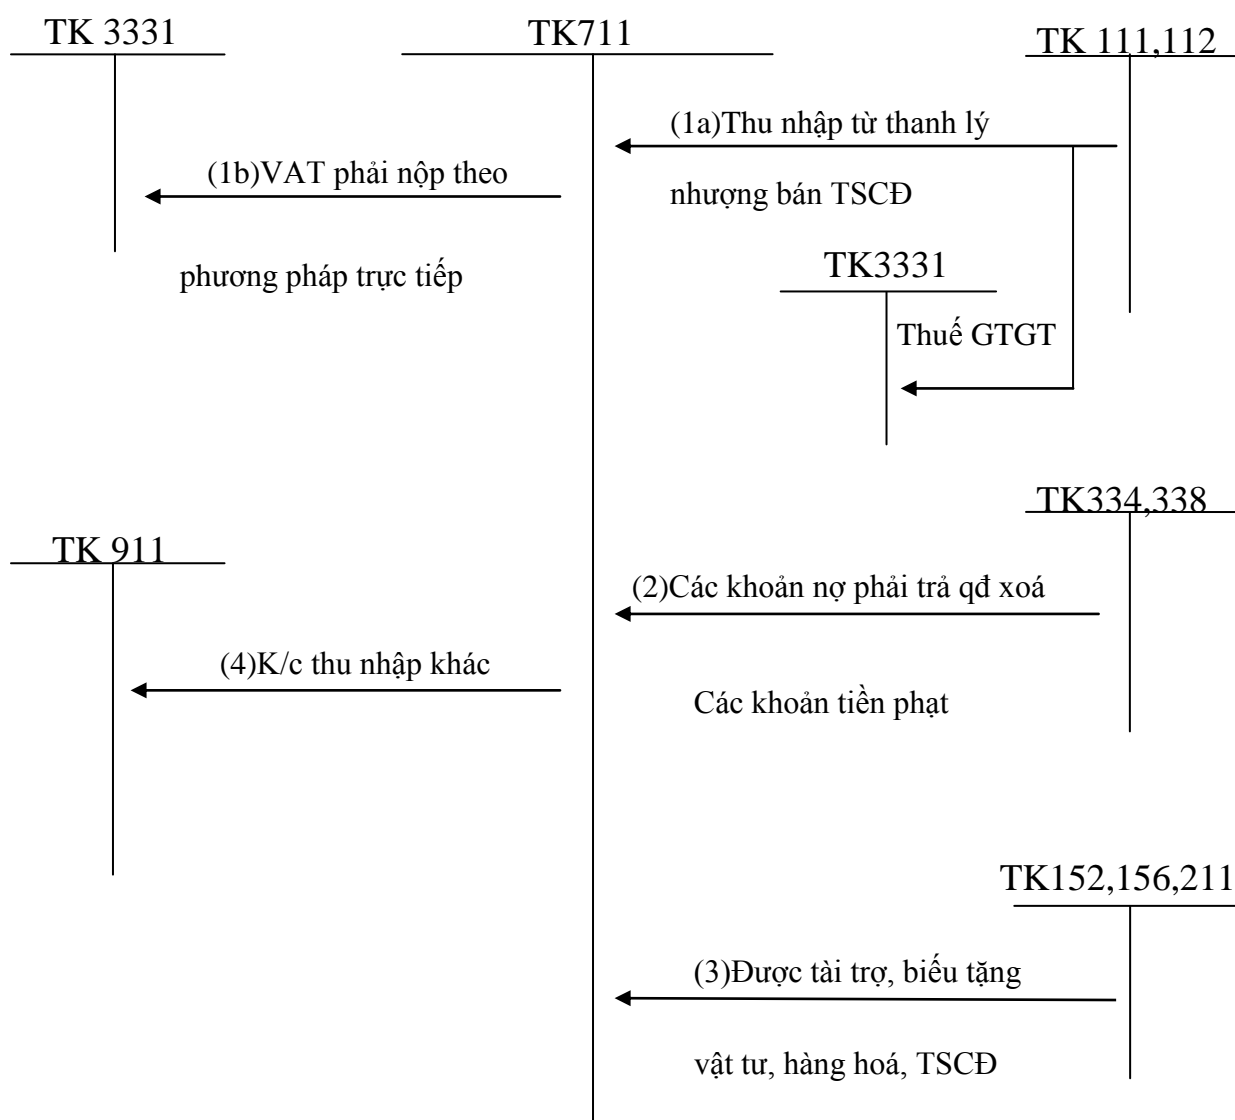 TK 3331
TK711
TK 111,112
(1a)Thu nhập từ thanh lý
(1b)VAT phải nộp theo
nhượng bán TSCĐ
phương pháp trực tiếp
TK3331
Thuế GTGT
TK334,338
TK 911
(2)Các khoản nợ phải trả qđ xoá
(4)K/c thu nhập khác
Các khoản tiền phạt
TK152,156,211
(3)Được tài trợ, biếu tặng
vật tư, hàng hoá, TSCĐ